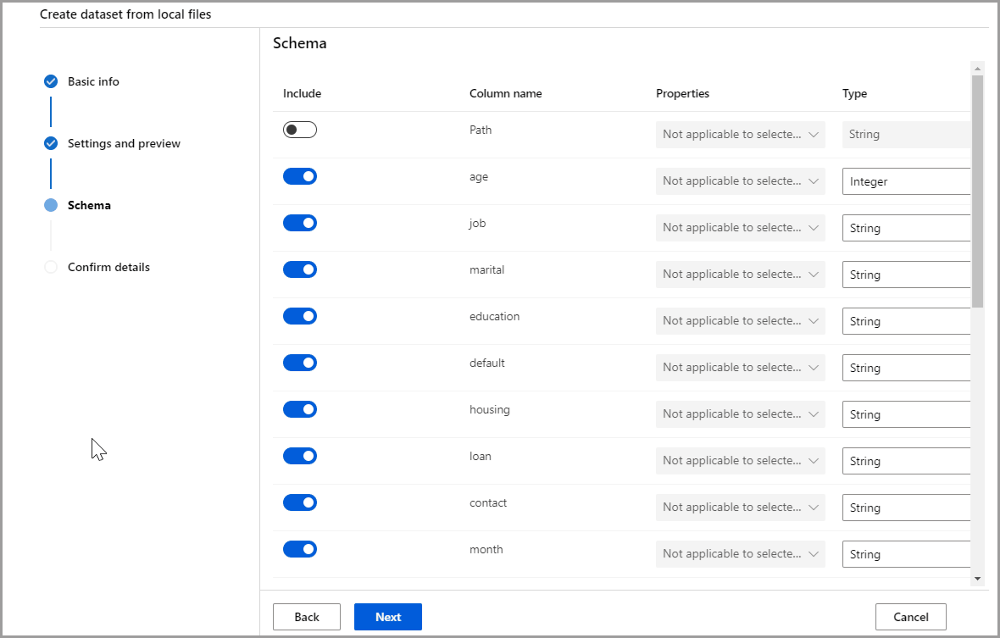 Create dataset from local files
Basic info
Settings and preview
Schema
Confirm details
Schema
Include Column name Properties Type
Path Not applicable to selecte... String
age Not applicable to selecte... Integer
job Not applicable to selecte... String
marital Not applicable to selecte... String
education Not applicable to selecte... String
default Not applicable to selecte... String
housing Not applicable to selecte... String
loan Not applicable to selecte... String
contact Not applicable to selecte... String
month Not applicable to selecte... String
Back Next Cancel